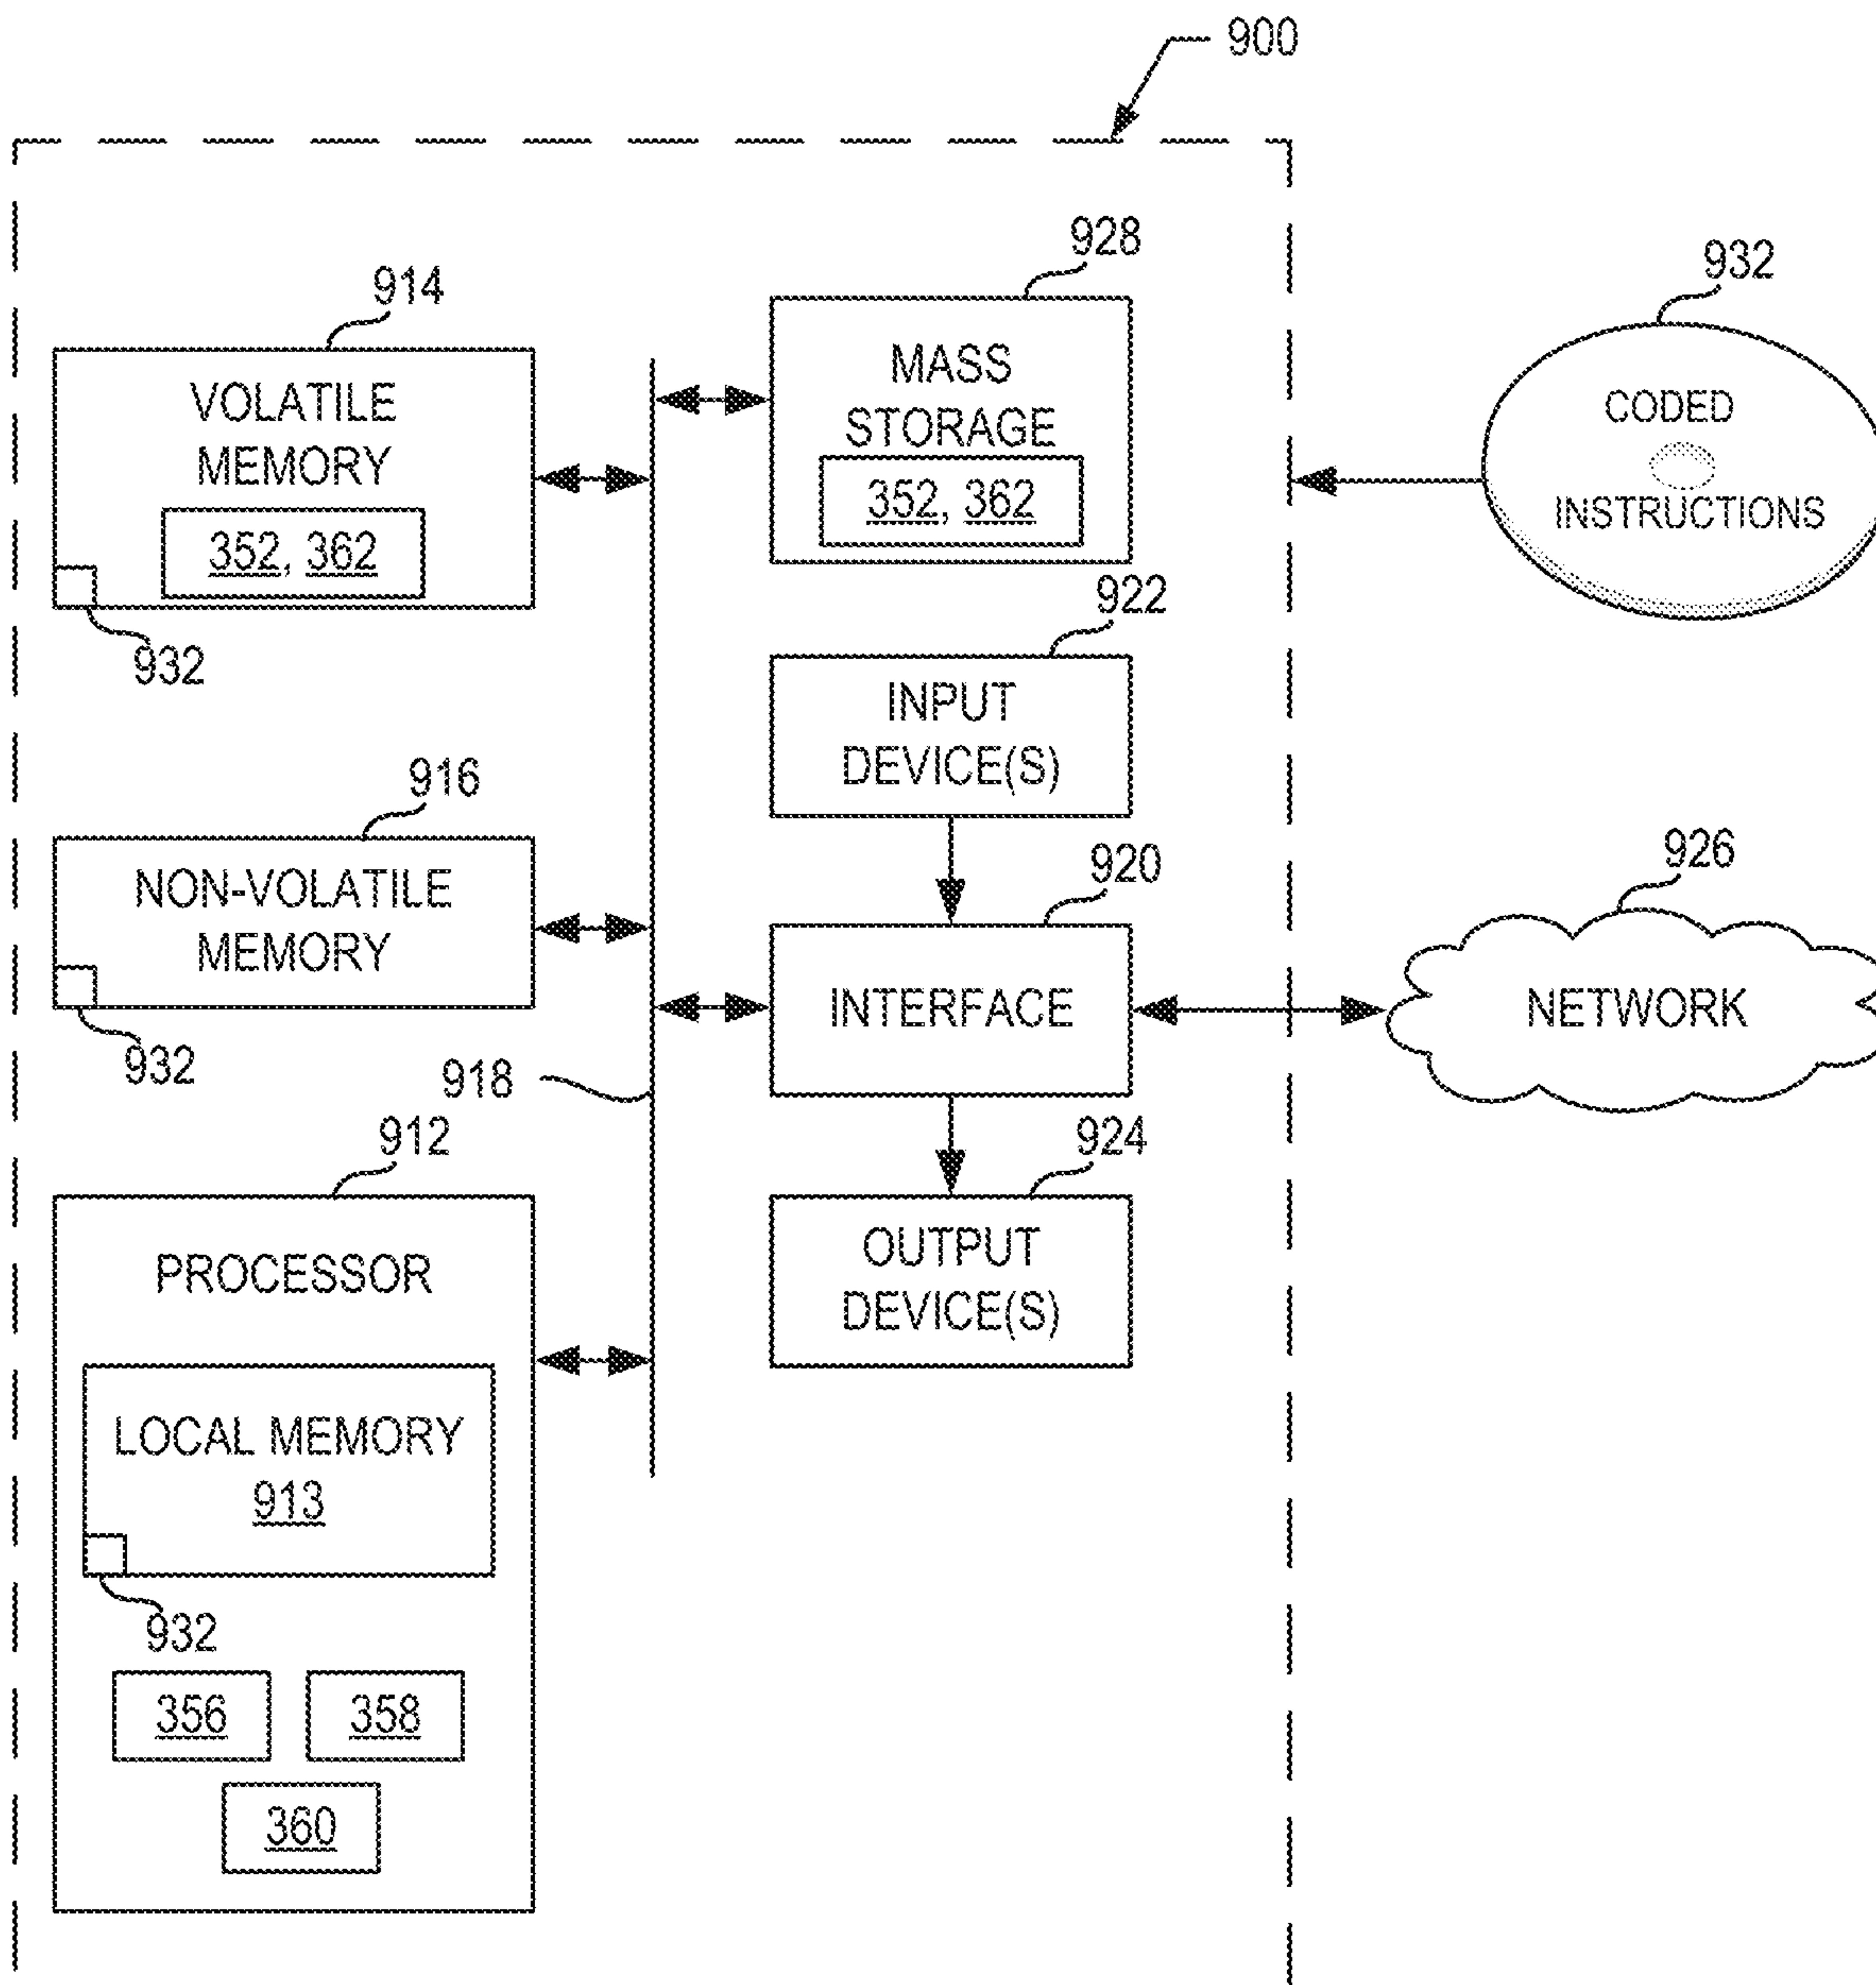 900
914
VOLATILE
MEMORY
352, 362
932
928
MASS
STORAGE
352, 362
932
CODED
INSTRUCTIONS
922
INPUT
DEVICE(S)
916
NON-VOLATILE
MEMORY
932
918
920
INTERFACE
926
NETWORK
912
PROCESSOR
LOCAL MEMORY
913
932
356
358
360
924
OUTPUT
DEVICE(S)